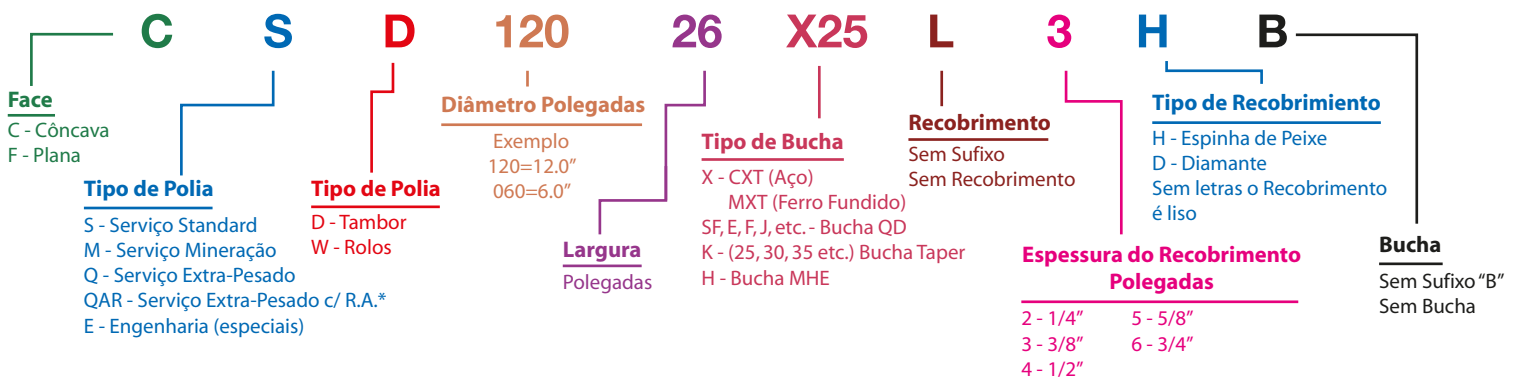 C S D 120 26 X25 L 3 H B
Face
C - Côncava
F - Plana
Tipo de Polia
S - Serviço Standard
M - Serviço Mineração
Q - Serviço Extra-Pesado
QAR - Serviço Extra-Pesado c/ R.A.*
E - Engenharia (especiais)
Tipo de Polia
D - Tambor
W - Rolos
Diâmetro Polegadas
Exemplo
120=12.0”
060=6.0”
Largura
Polegadas
Tipo de Bucha
X - CXT (Aço)
MXT (Ferro Fundido)
SF, E, F, J, etc. - Bucha QD
K - (25, 30, 35 etc.) Bucha Taper
H - Bucha MHE
Recobrimento
Sem Sufixo
Sem Recobrimento
Espessura do Recobrimento
Polegadas
2 - 1/4”
3 - 3/8”
4 - 1/2”
5 - 5/8”
6 - 3/4”
Tipo de Recobrimiento
H - Espinha de Peixe
D - Diamante
Sem letras o Recobrimento
é liso
Bucha
Sem Sufixo “B”
Sem Bucha